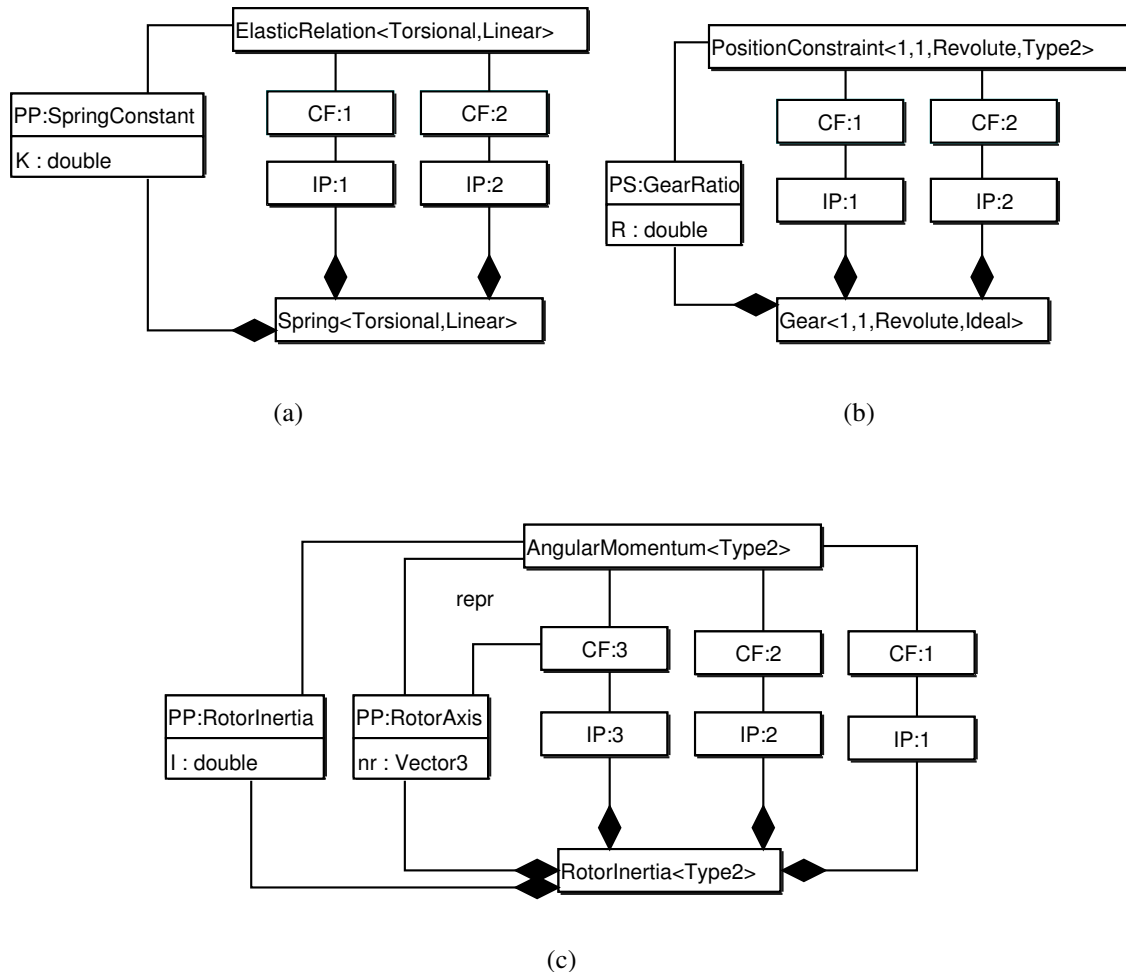 ElasticRelation<Torsional,Linear>
PP:SpringConstant
K : double
CF:1
CF:2
IP:1
IP:2
Spring<Torsional,Linear>
(a)
PositionConstraint<1,1,Revolute,Type2>
CF:1
CF:2
PS:GearRatio
R : double
IP:1
IP:2
Gear<1,1,Revolute,Ideal>
(b)
AngularMomentum<Type2>
repr
CF:3
CF:2
CF:1
PP:RotorInertia
I : double
PP:RotorAxis
nr : Vector3
IP:3
IP:2
IP:1
RotorInertia<Type2>
(c)